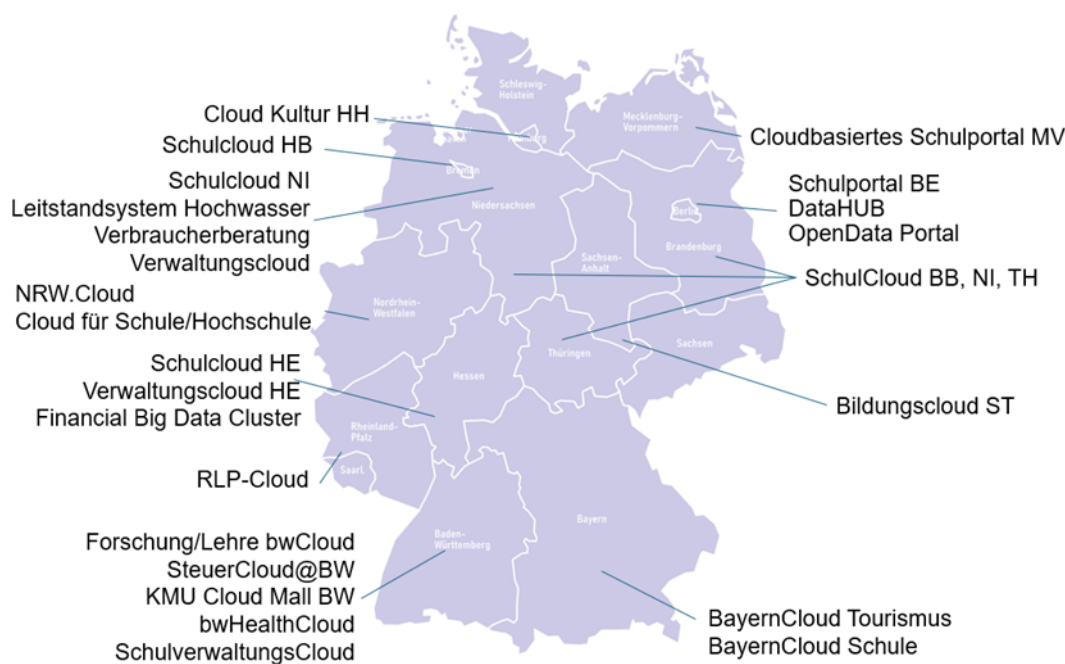 Schleswig-
Holstein
Mecklenburg-
Vorpommern
Cloud Kultur HH
Hamburg
Cloudbasiertes Schulportal MV
Schulcloud HB
Bremen
Schulcloud NI
Leitstandsystem Hochwasser
Verbraucherberatung
Verwaltungscloud
Niedersachsen
Schulportal BE
DataHUB
OpenData Portal
Berlin
Brandenburg
Sachsen-
Anhalt
SchulCloud BB, NI, TH
NRW.Cloud
Cloud für Schule/Hochschule
Nordrhein-
Westfalen
Thüringen
Sachsen
Schulcloud HE
Verwaltungscloud HE
Financial Big Data Cluster
Hessen
Bildungscloud ST
Rheinland-
Pfalz
Saarl.
RLP-Cloud
Bayern
Baden-
Württemberg
Forschung/Lehre bwCloud
SteuerCloud@BW
KMU Cloud Mall BW
bwHealthCloud
SchulverwaltungsCloud
BayernCloud Tourismus
BayernCloud Schule